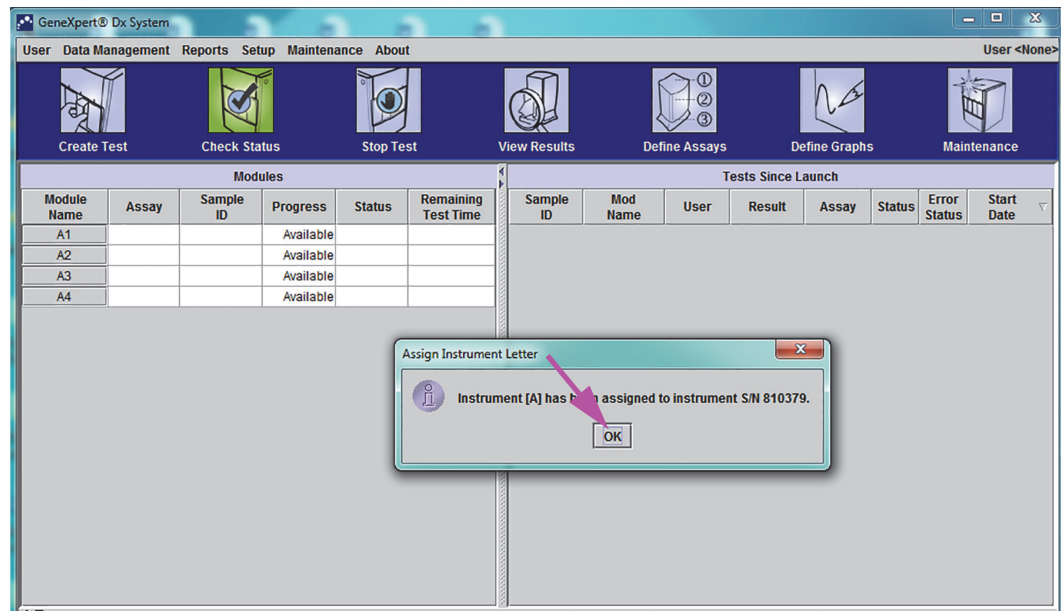 GeneXpert® Dx System
User Data Management Reports Setup Maintenance About User <None>
Create Test Check Status Stop Test View Results Define Assays Define Graphs Maintenance
①
②
③
Modules
Module Name Assay Sample ID Progress Status Remaining Test Time
A1 Available
A2 Available
A3 Available
A4 Available
Tests Since Launch
Sample ID Mod Name User Result Assay Status Error Status Start Date
Assign Instrument Letter
Instrument [A] has assigned to instrument S/N 810379.
OK